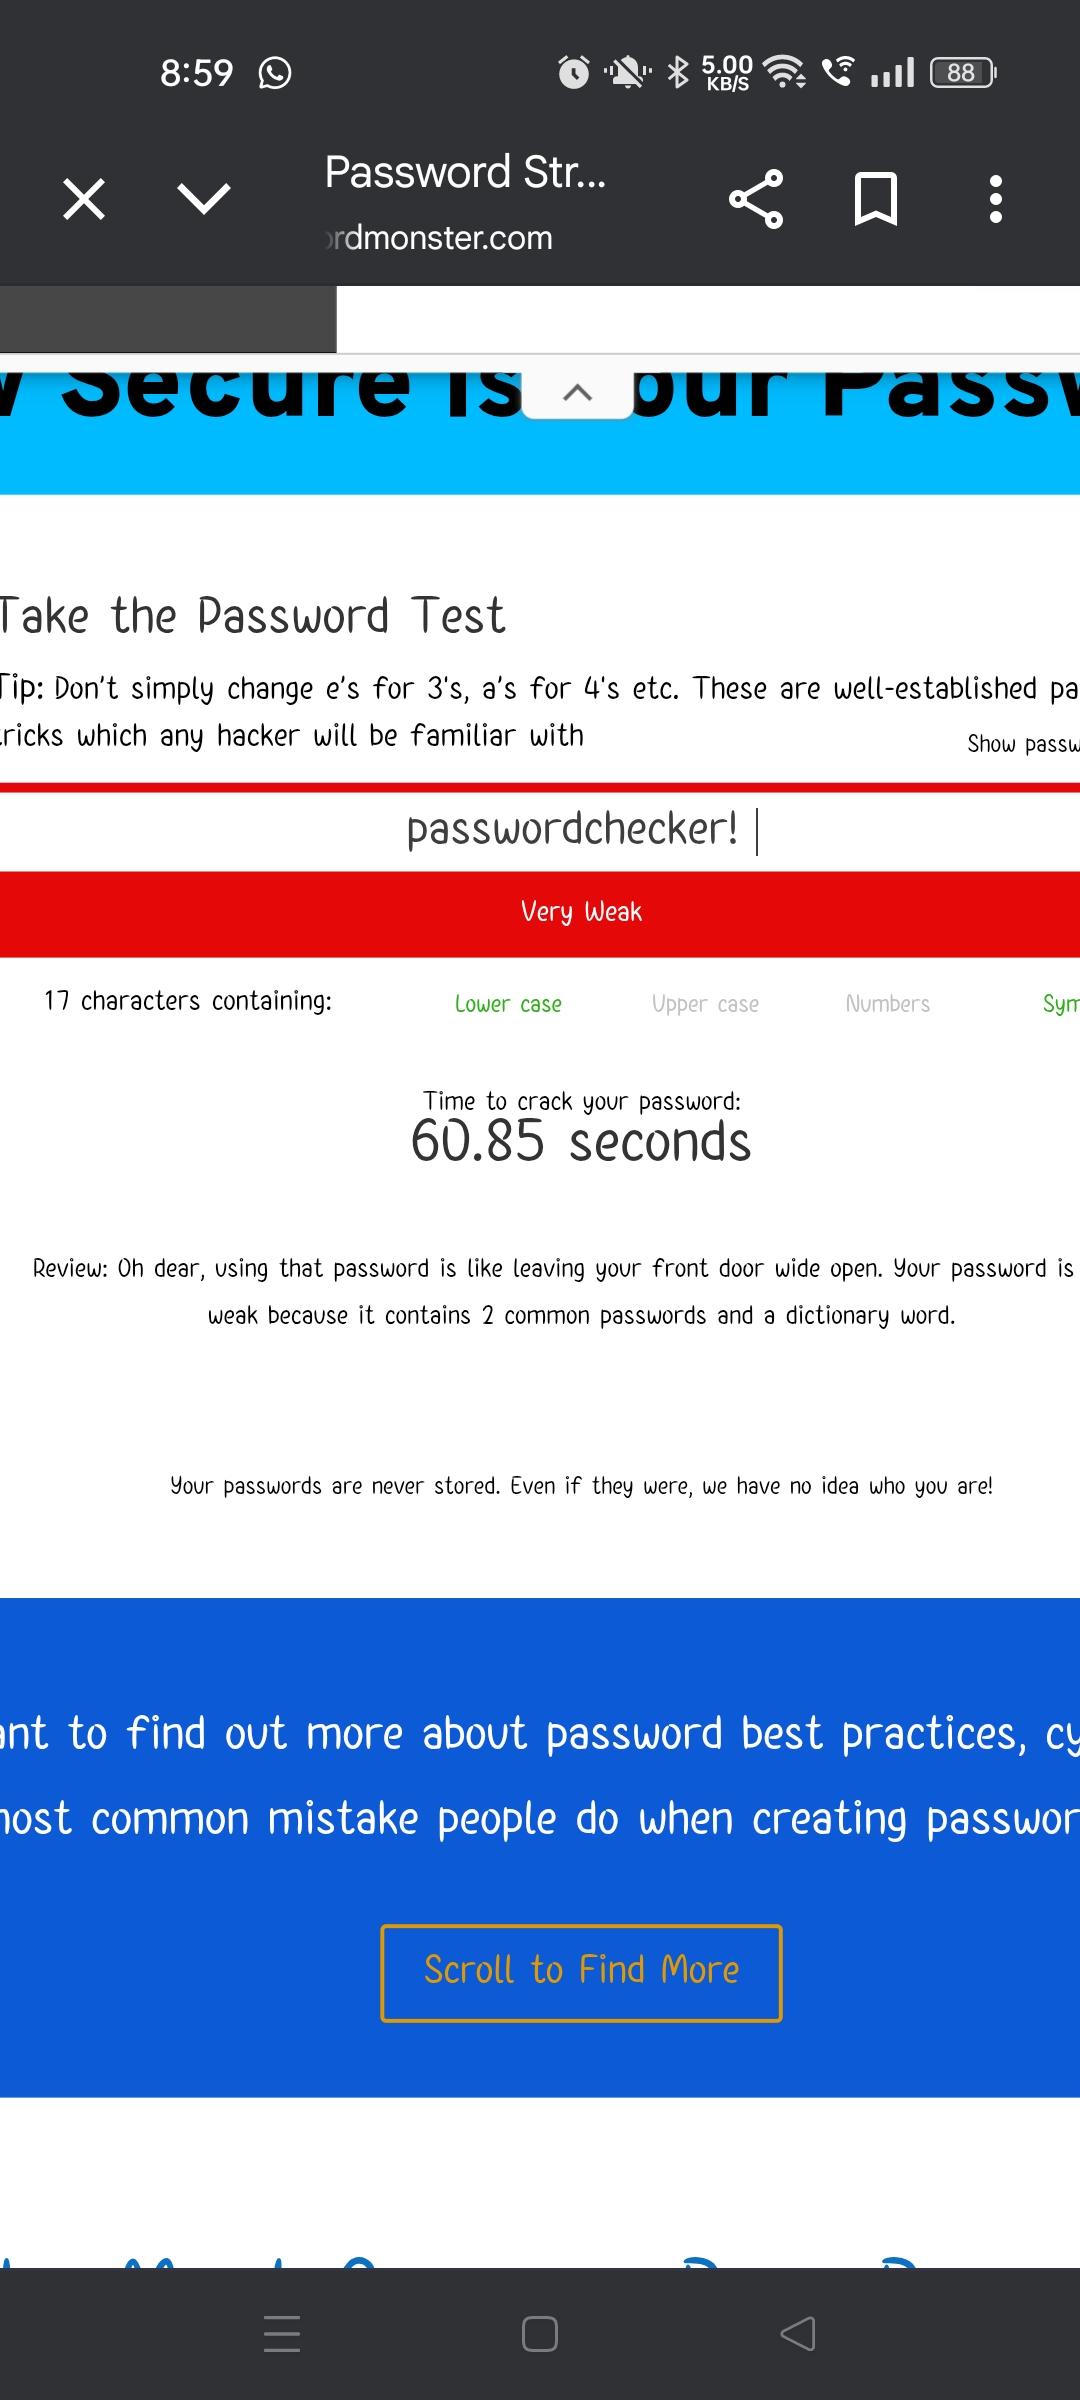 8:59
5.00
KB/S
88
Password Str...
rdmonster.com
Secure Is
our
Take the Password Test
Tip: Don't simply change e's for 3's, a's for 4's etc. These are well-established pa
tricks which any hacker will be familiar with
Show passw
passwordchecker!
Very Weak
17 characters containing:
Lower case
Upper case
Numbers
Sym
Time to crack your password:
60.85 seconds
Review: Oh dear, using that password is like leaving your front door wide open. Your password is
weak because it contains 2 common passwords and a dictionary word.
Your passwords are never stored. Even if they were, we have no idea who you are!
ant to find out more about password best practices, cy
most common mistake people do when creating passwor
Scroll to Find More